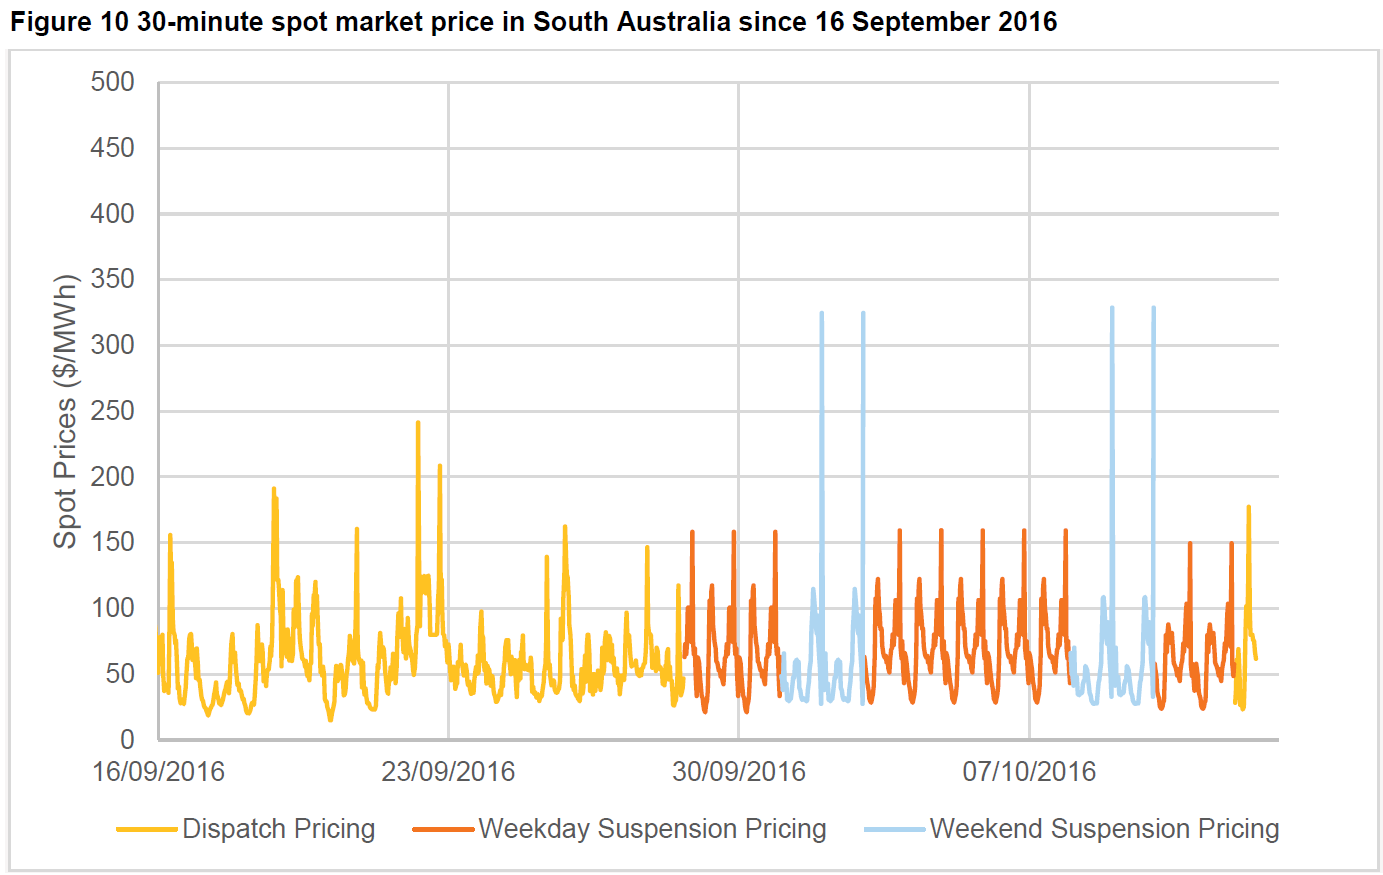 Figure 10 30-minute spot market price in South Australia since 16 September 2016
500
450
400
350
300
250
200
150
100
50
0
Spot Prices ($/MWh)
16/09/2016 23/09/2016 30/09/2016 07/10/2016
Dispatch Pricing Weekday Suspension Pricing Weekend Suspension Pricing